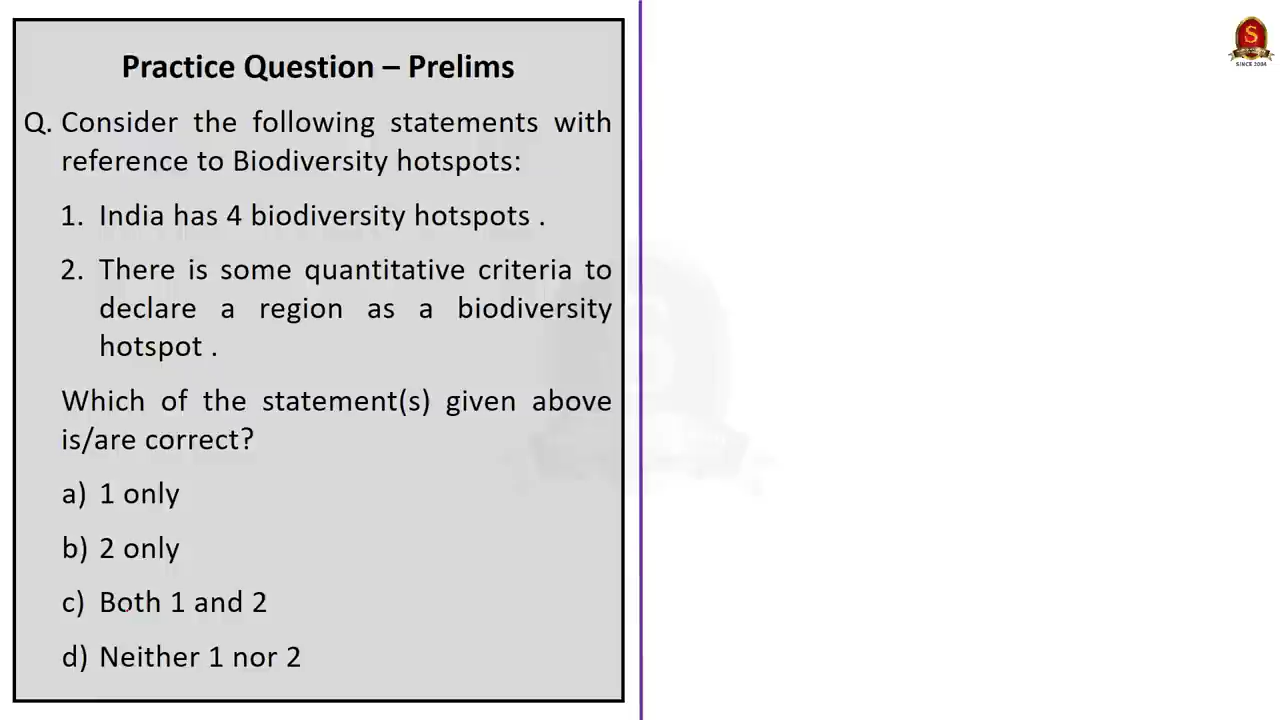 Practice Question – Prelims
Q. Consider the following statements with
reference to Biodiversity hotspots:
1. India has 4 biodiversity hotspots .
2. There is some quantitative criteria to
declare a region as a biodiversity
hotspot .
Which of the statement(s) given above
is/are correct?
a) 1 only
b) 2 only
c) Both 1 and 2
d) Neither 1 nor 2
S
SINCE 2004